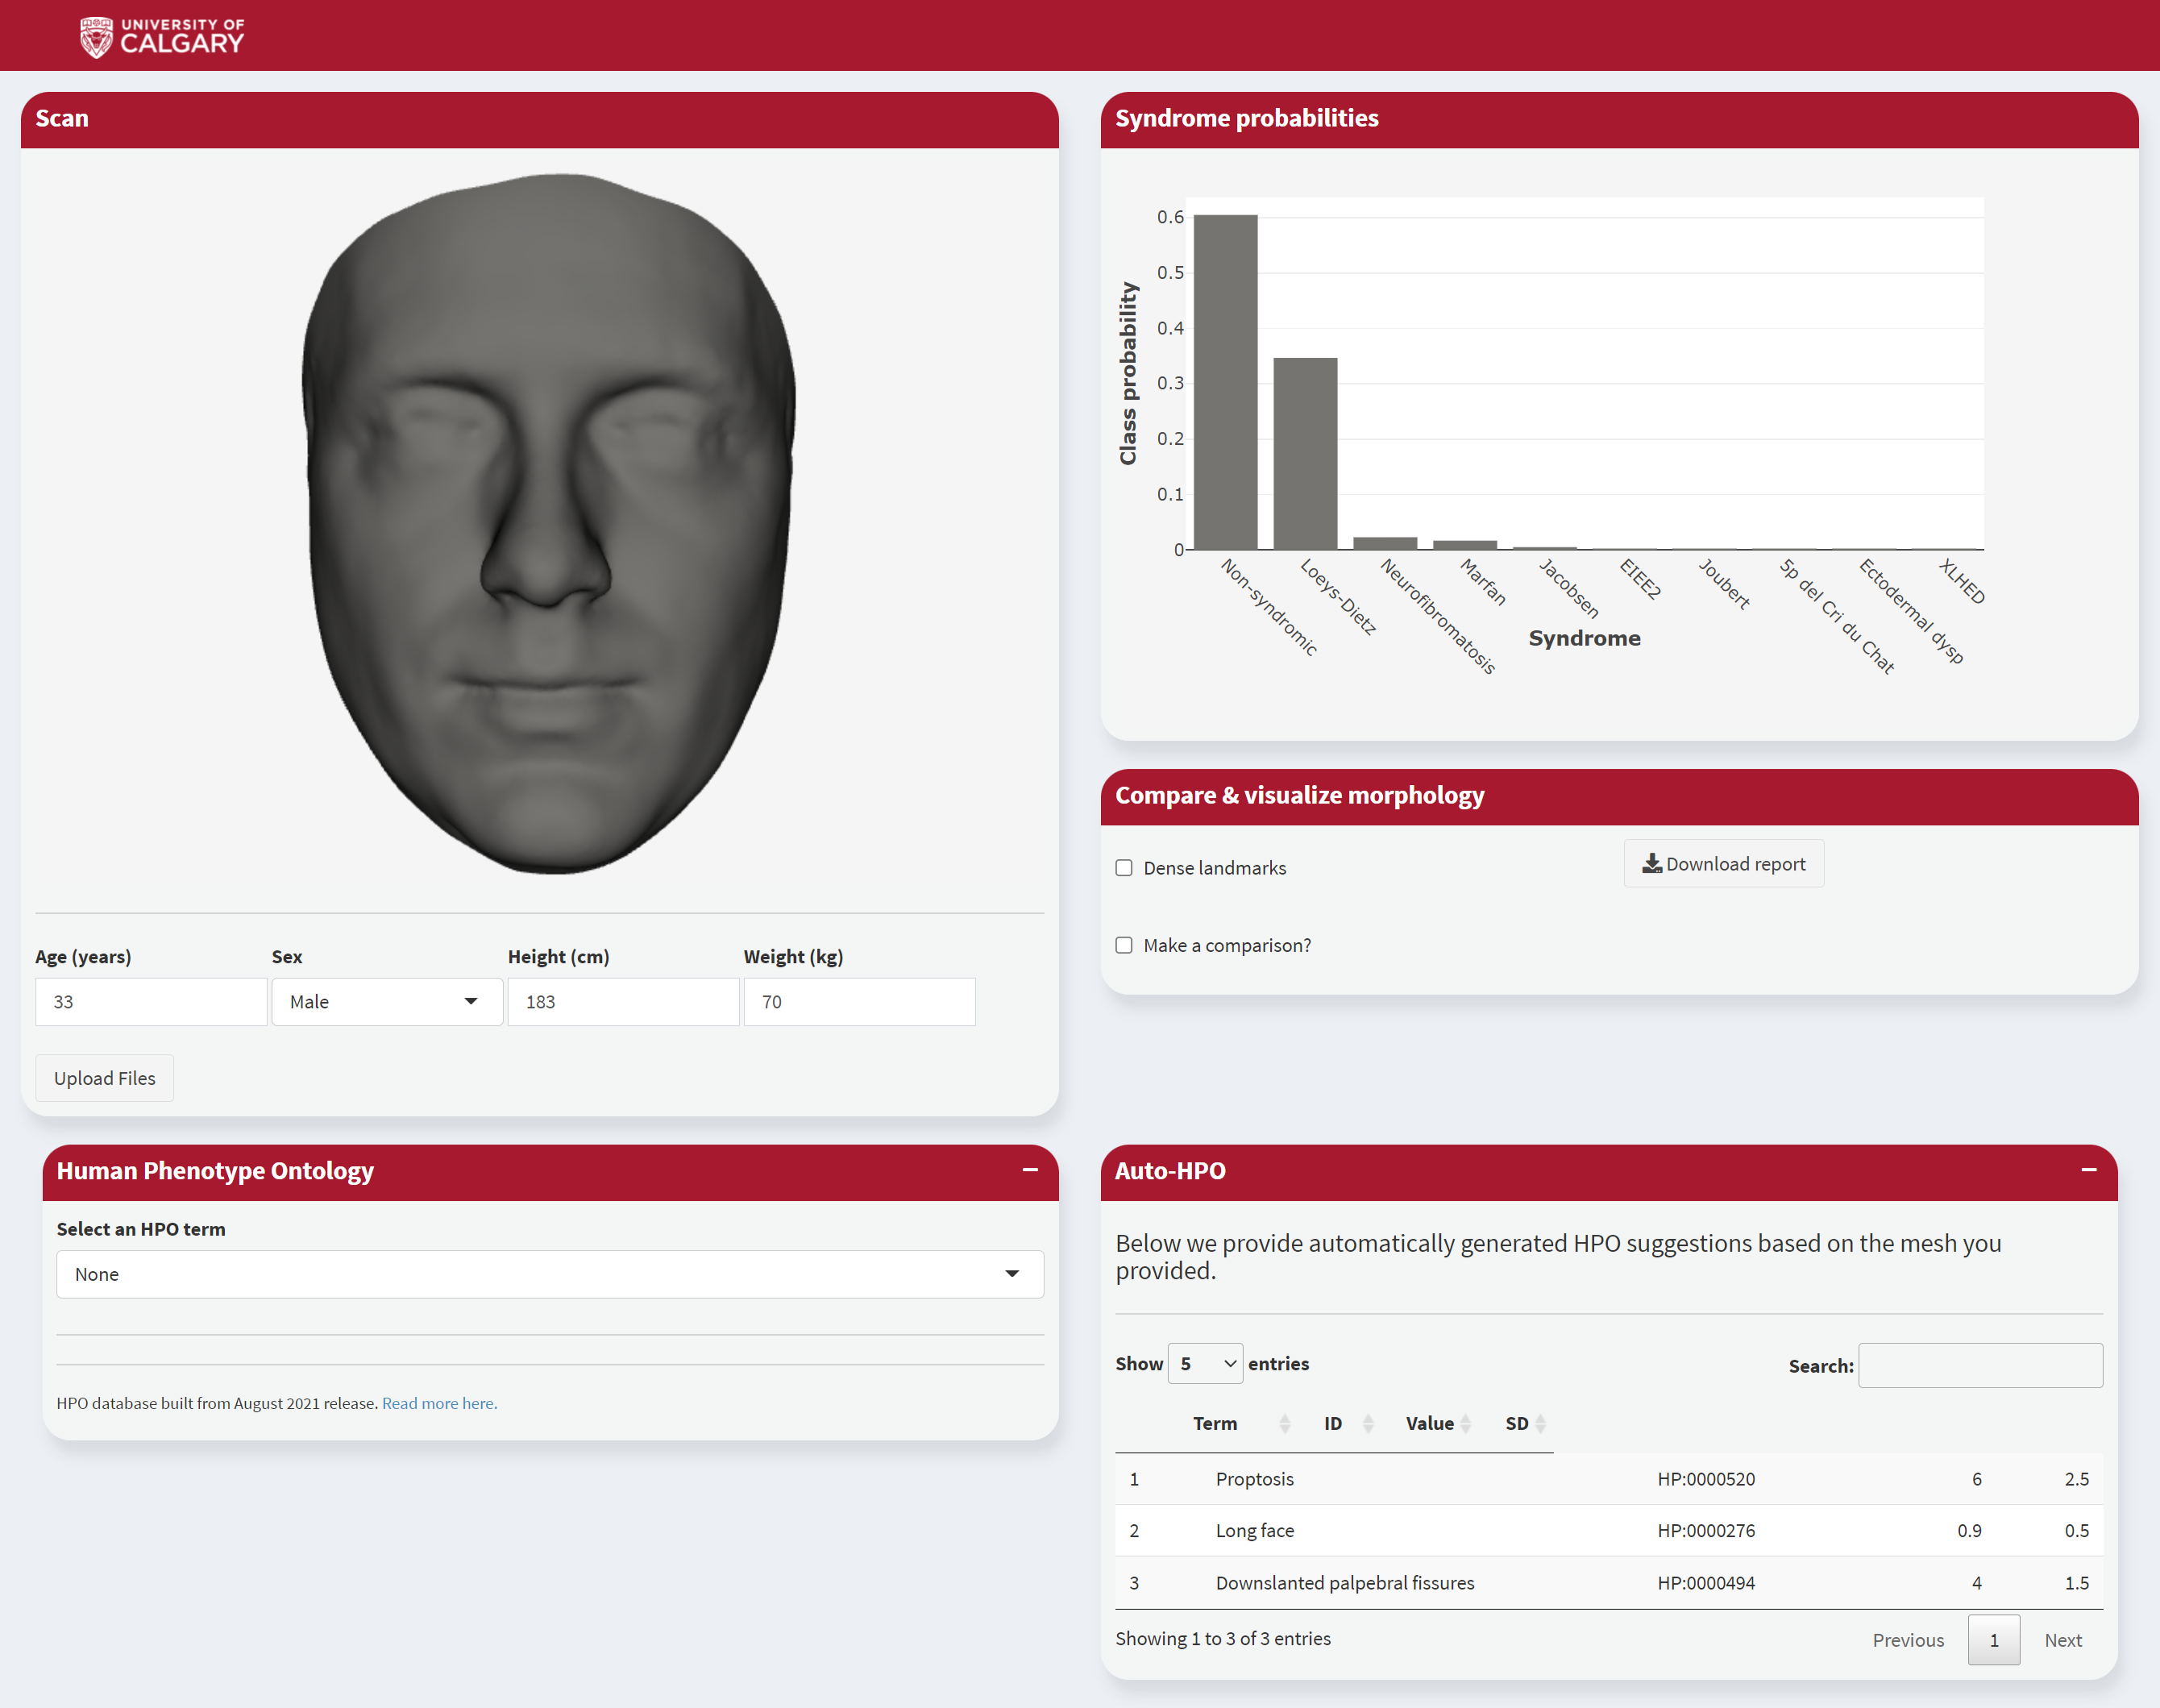 UNIVERSITY OF
CALGARY
Scan
Age (years) Sex Height (cm) Weight (kg)
33 Male 183 70
Upload Files
Syndrome probabilities
Class probability
0.6
0.5
0.4
0.3
0.2
0.1
0
Non-syndromic
Loeys-Dietz
Neurofibromatosis
Marfan
Jacobsen
EIEE2
Joubert
5p del Cri du Chat
Ectodermal dysp
XLHED
Syndrome
Compare & visualize morphology
Dense landmarks
Download report
Make a comparison?
Human Phenotype Ontology
Select an HPO term
None
HPO database built from August 2021 release. Read more here.
Auto-HPO
Below we provide automatically generated HPO suggestions based on the mesh you
provided.
Show 5 entries Search:
Term ID Value SD
1 Proptosis HP:0000520 6 2.5
2 Long face HP:0000276 0.9 0.5
3 Downslanted palpebral fissures HP:0000494 4 1.5
Showing 1 to 3 of 3 entries
Previous 1 Next